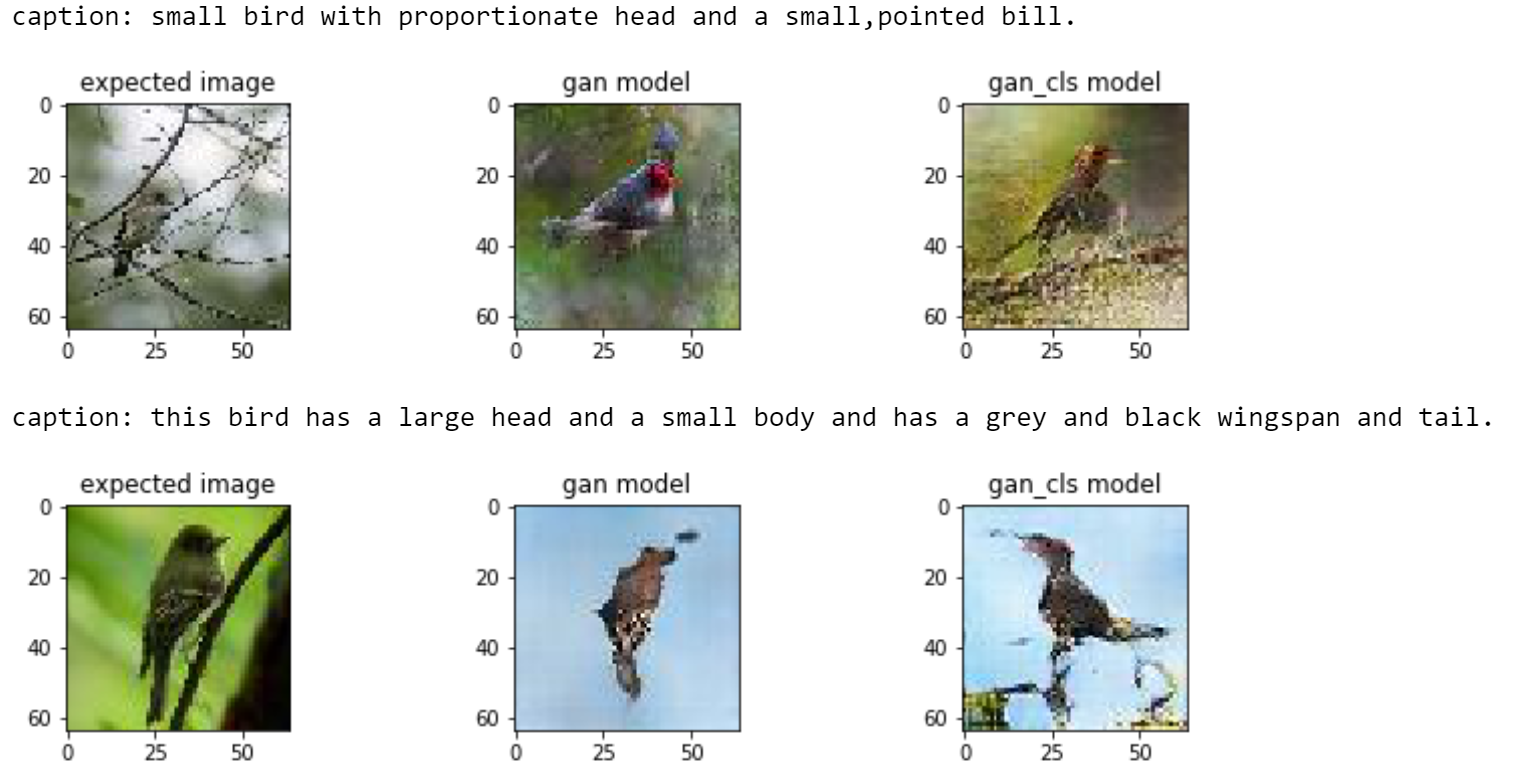 caption: small bird with proportionate head and a small,pointed bill.
expected image gan model gan_cls model
0 0 0
20 20 20
40 40 40
60 60 60
0 25 50 0 25 50 0 25 50
caption: this bird has a large head and a small body and has a grey and black wingspan and tail.
expected image gan model gan_cls model
0 0 0
20 20 20
40 40 40
60 60 60
0 25 50 0 25 50 0 25 50